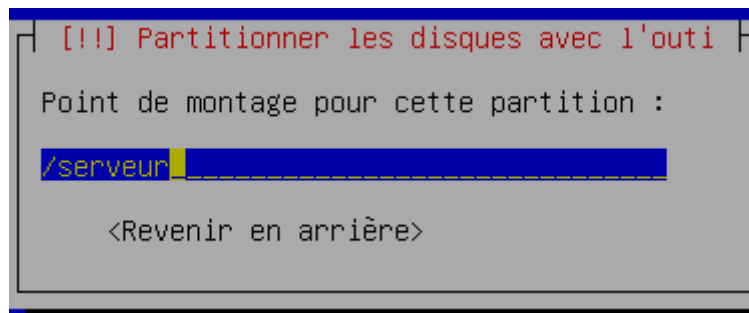 [!!] Partitionner les disques avec l'outi
Point de montage pour cette partition :
/serveur
<Revenir en arrière>